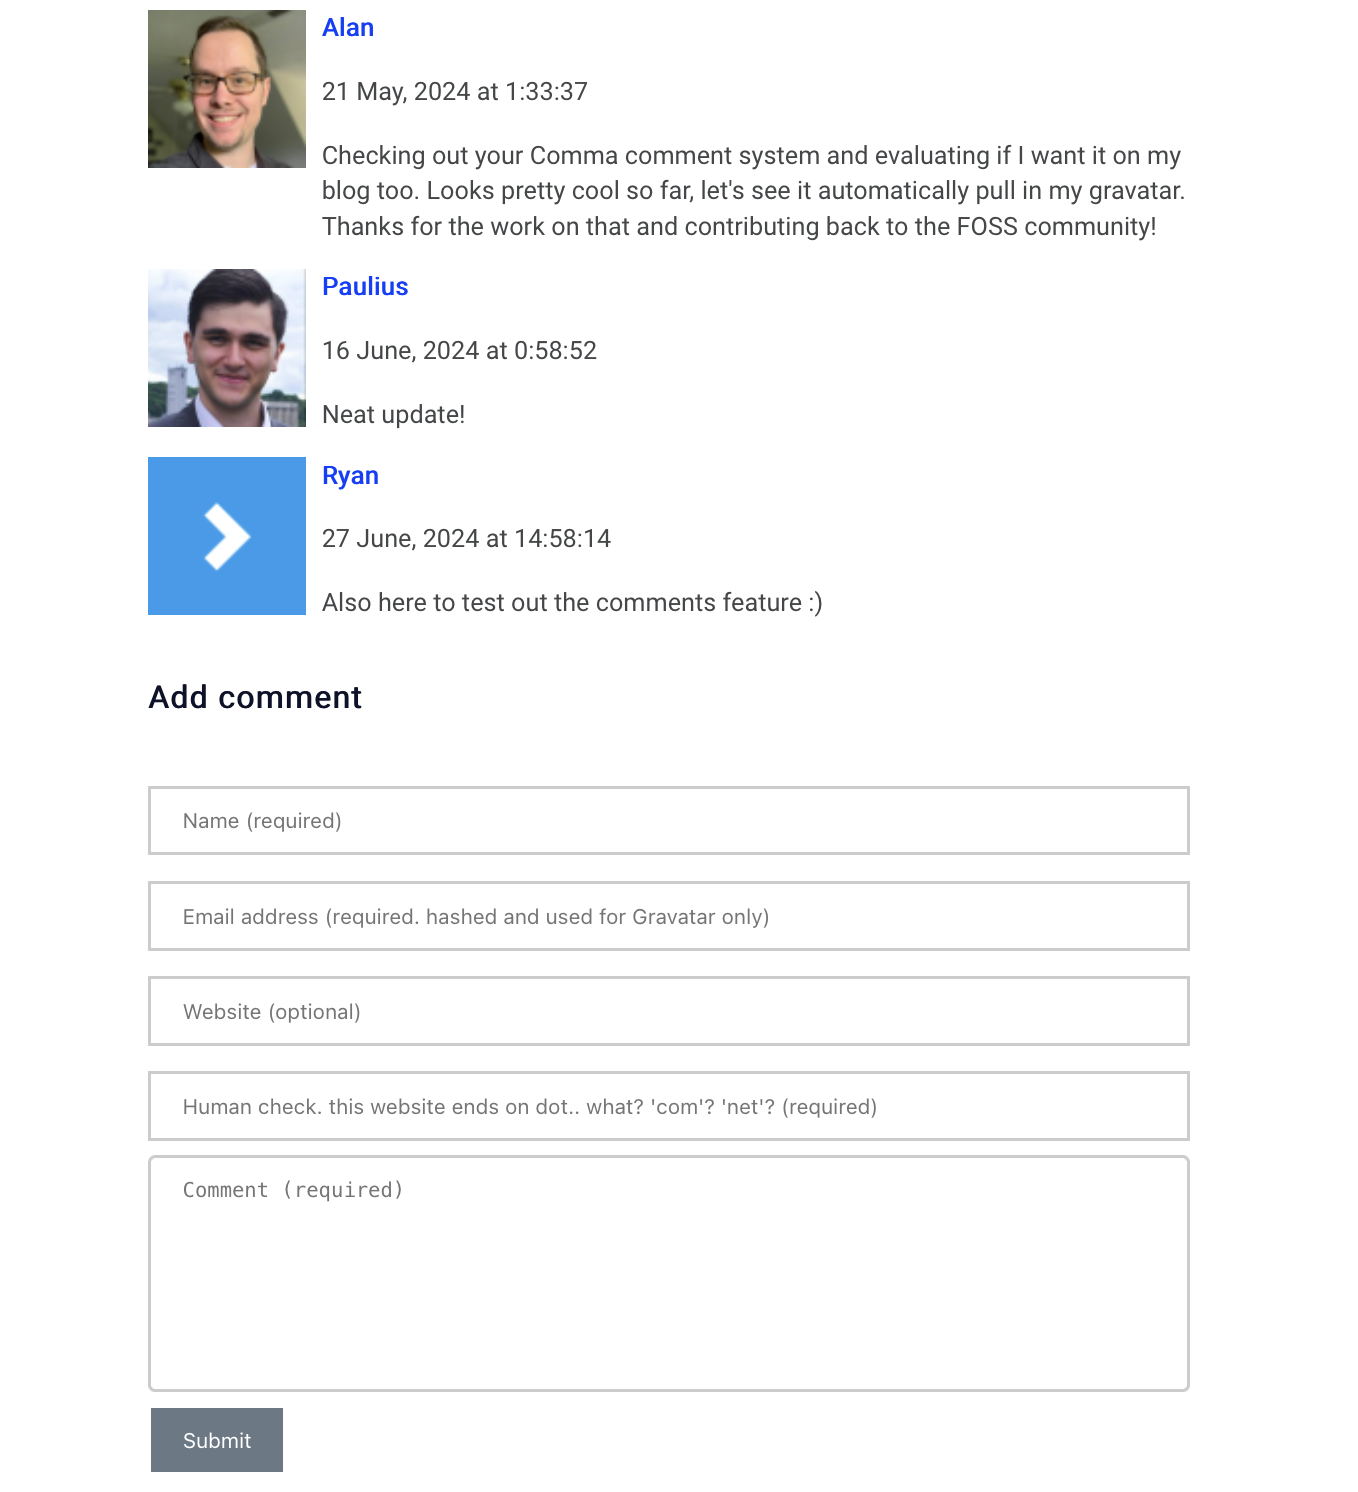 Alan
21 May, 2024 at 1:33:37
Checking out your Comma comment system and evaluating if I want it on my
blog too. Looks pretty cool so far, let's see it automatically pull in my gravatar.
Thanks for the work on that and contributing back to the FOSS community!
Paulius
16 June, 2024 at 0:58:52
Neat update!
Ryan
27 June, 2024 at 14:58:14
Also here to test out the comments feature :)
Add comment
Name (required)
Email address (required. hashed and used for Gravatar only)
Website (optional)
Human check. this website ends on dot.. what? 'com'? 'net'? (required)
Comment (required)
Submit